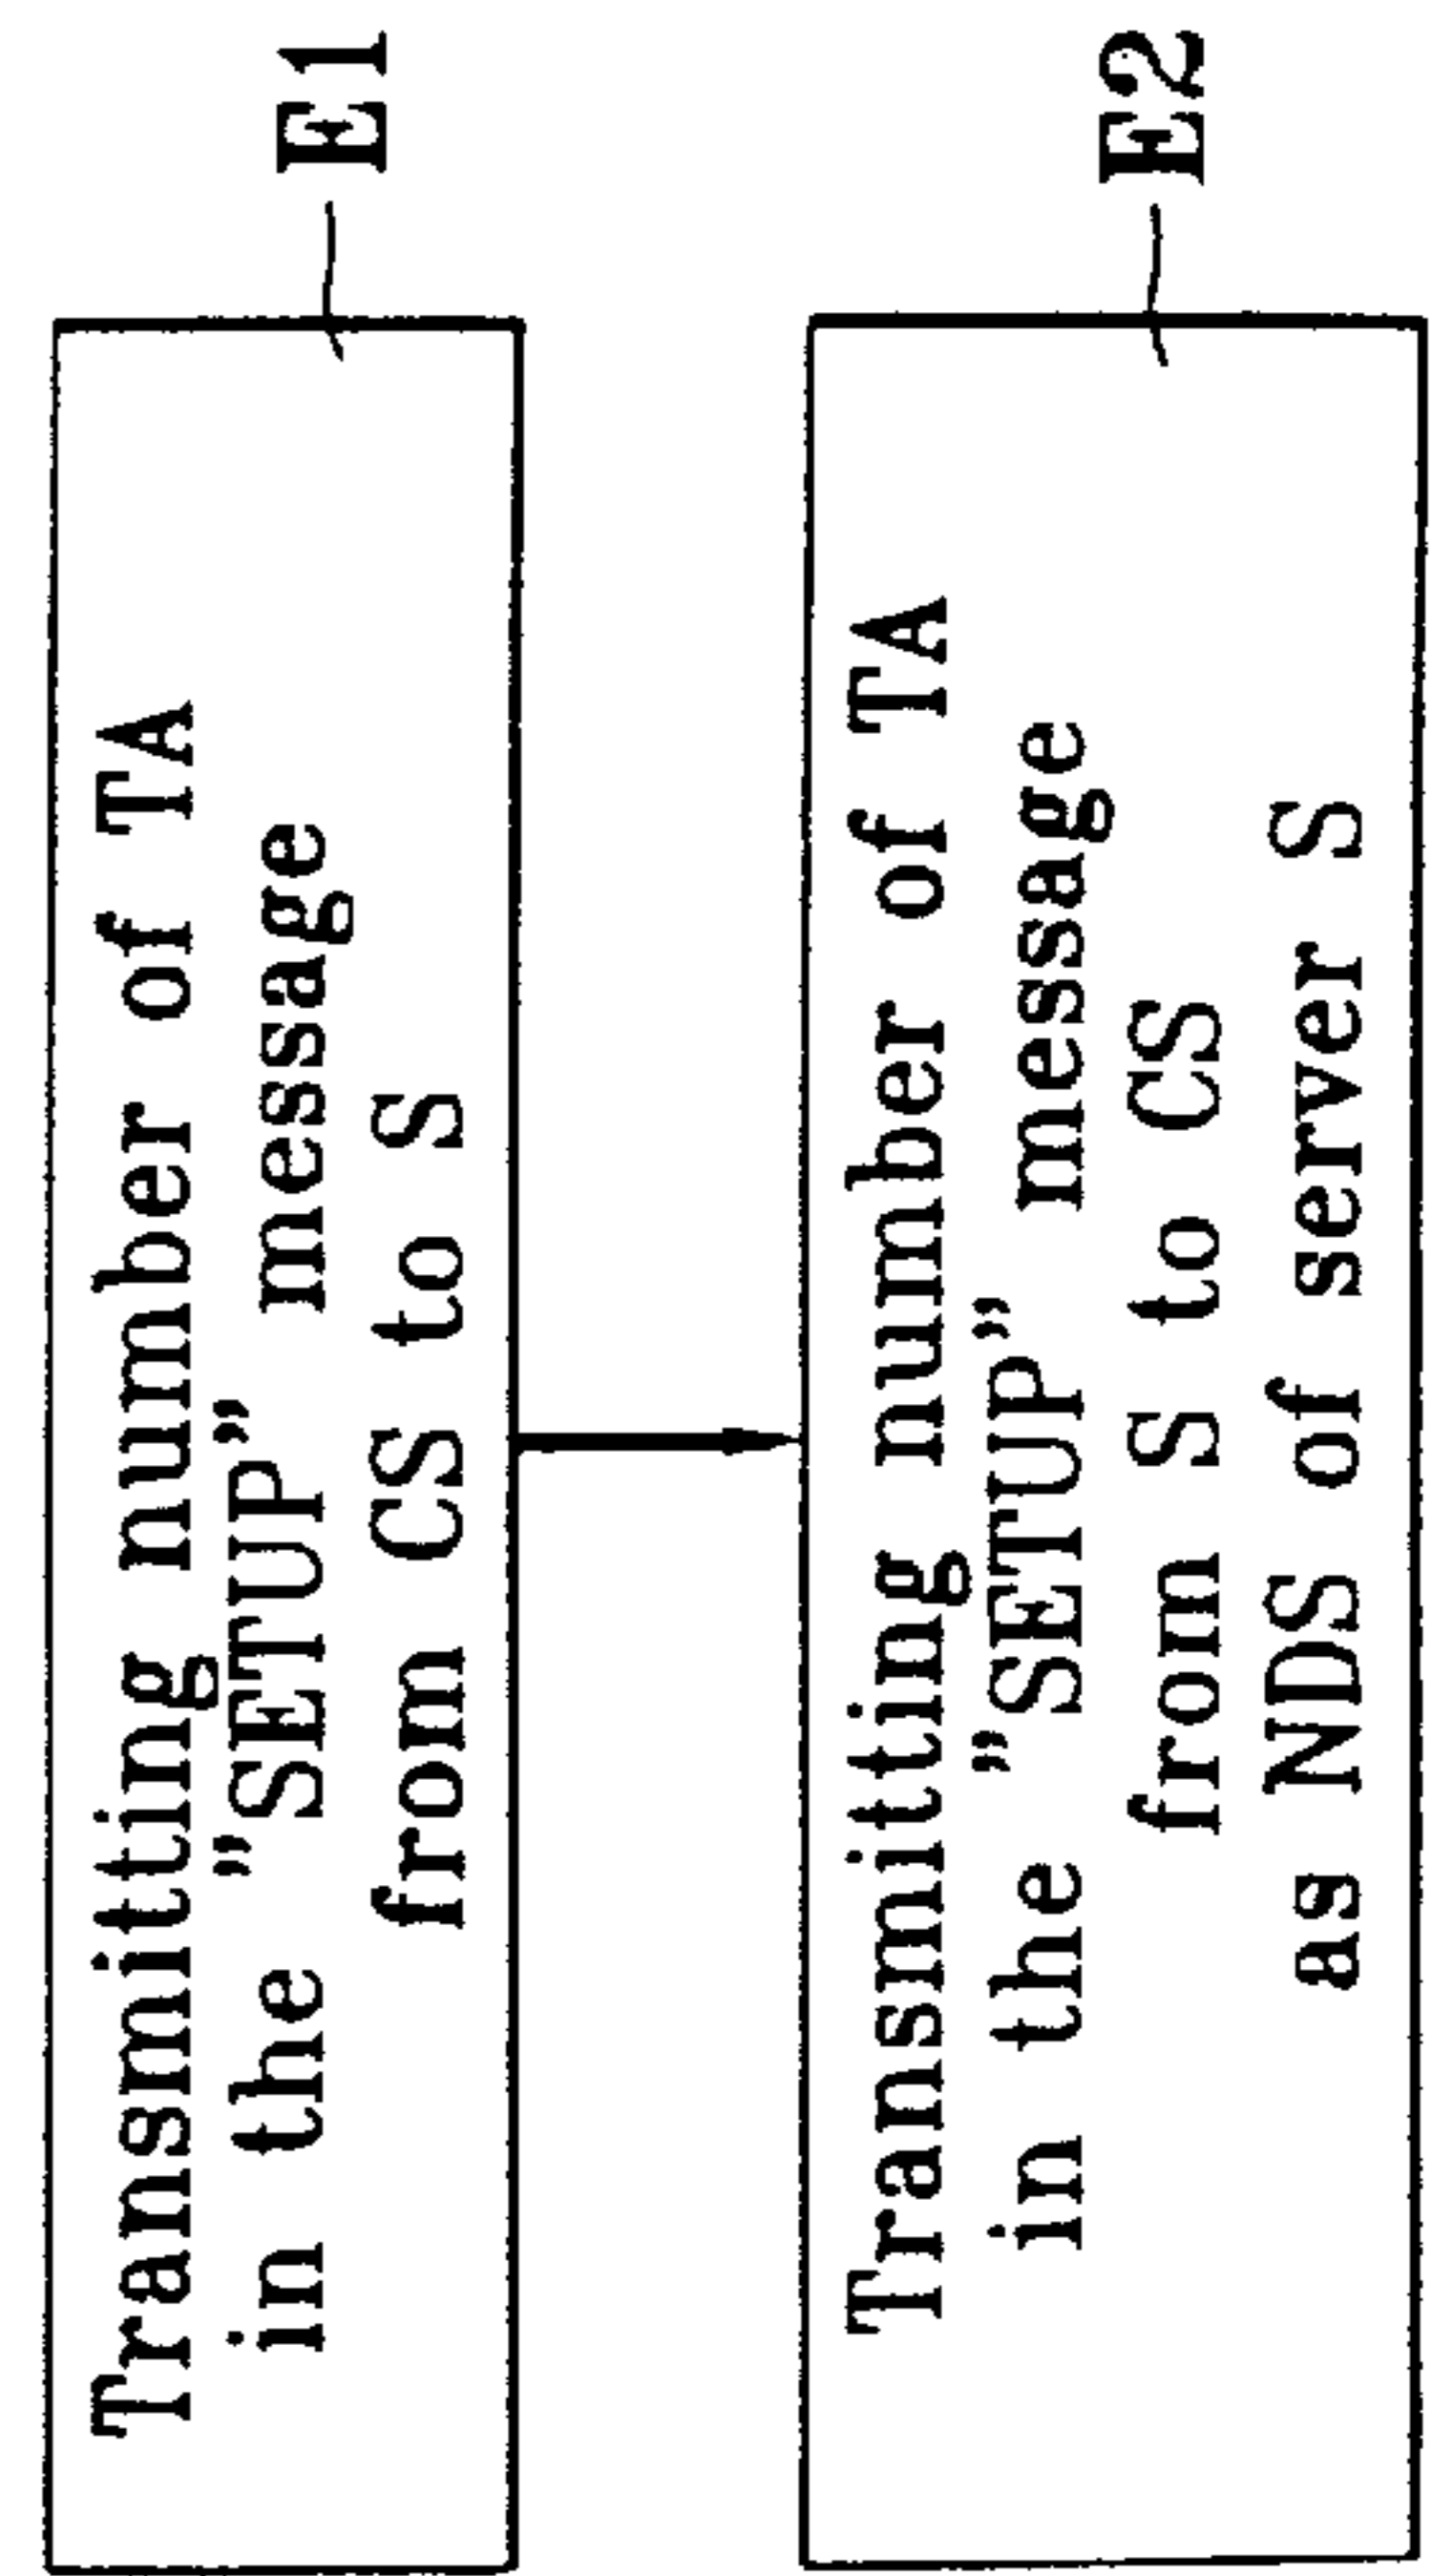 Transmitting number of TA
in the "SETUP" message
from CS to S
E1
Transmitting number of TA
in the "SETUP" message
from S to CS
as NDS of server S
E2